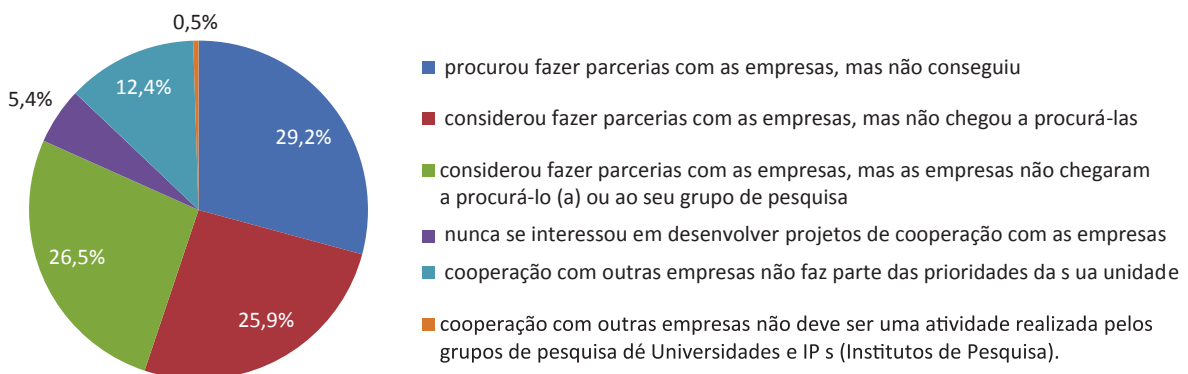 0,5%
12,4%
5,4%
29,2%
26,5%
25,9%
procurou fazer parcerias com as empresas, mas não conseguiu
considerou fazer parcerias com as empresas, mas não chegou a procurá-las
considerou fazer parcerias com as empresas, mas as empresas não chegaram
a procurá-lo (a) ou ao seu grupo de pesquisa
nunca se interessou em desenvolver projetos de cooperação com as empresas
cooperação com outras empresas não faz parte das prioridades da s ua unidade
cooperação com outras empresas não deve ser uma atividade realizada pelos
grupos de pesquisa dé Universidades e IP s (Institutos de Pesquisa).